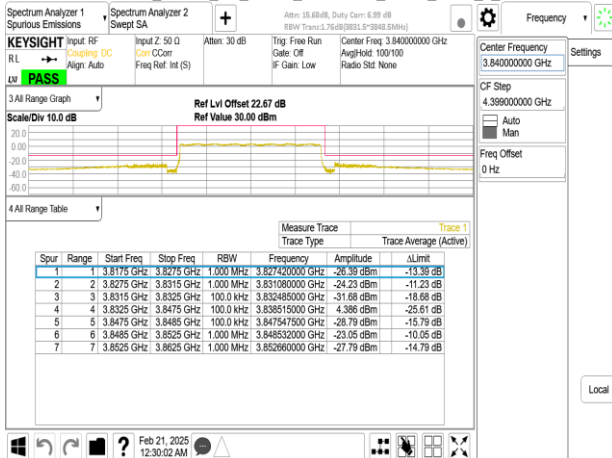 Spectrum Analyzer 1
Spurious Emissions
Spectrum Analyzer 2
Swept SA
Attn: 15.68dB, Duty Corr: 6.99 dB
RBW Tranc:1.76dB(3831.5~3848.5MHz)
Frequency
KEYSIGHT
RL
LXI
PASS
Input: RF
Coupling: DC
Align: Auto
Input Z: 50 Ω
Corr CCorr
Freq Ref: Int (S)
Atten: 30 dB
Trig: Free Run
Gate: Off
IF Gain: Low
Center Freq: 3.840000000 GHz
Avg|Hold: 100/100
Radio Std: None
Center Frequency
3.840000000 GHz
Settings
CF Step
4.399000000 GHz
Auto
Man
Freq Offset
0 Hz
3 All Range Graph
Scale/Div 10.0 dB
Ref Lvl Offset 22.67 dB
Ref Value 30.00 dBm
20.0
0.00
-20.0
-40.0
-60.0
4 All Range Table
Measure Trace Trace 1
Trace Type Trace Average (Active)
Spur Range Start Freq Stop Freq RBW Frequency Amplitude ΔLimit
1 1 3.8175 GHz 3.8275 GHz 1.000 MHz 3.827420000 GHz -26.39 dBm -13.39 dB
2 2 3.8275 GHz 3.8315 GHz 1.000 MHz 3.831080000 GHz -24.23 dBm -11.23 dB
3 3 3.8315 GHz 3.8325 GHz 100.0 kHz 3.832485000 GHz -31.68 dBm -18.68 dB
4 4 3.8325 GHz 3.8475 GHz 100.0 kHz 3.838515000 GHz 4.386 dBm -25.61 dB
5 5 3.8475 GHz 3.8485 GHz 100.0 kHz 3.847547500 GHz -28.79 dBm -15.79 dB
6 6 3.8485 GHz 3.8525 GHz 1.000 MHz 3.848532000 GHz -23.05 dBm -10.05 dB
7 7 3.8525 GHz 3.8625 GHz 1.000 MHz 3.852660000 GHz -27.79 dBm -14.79 dB
Local
Feb 21, 2025
12:30:02 AM